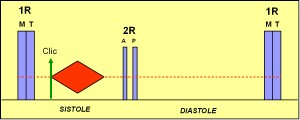 1R 1R
M T 2R M T
A P
Clic
SISTOLE DIASTOLE